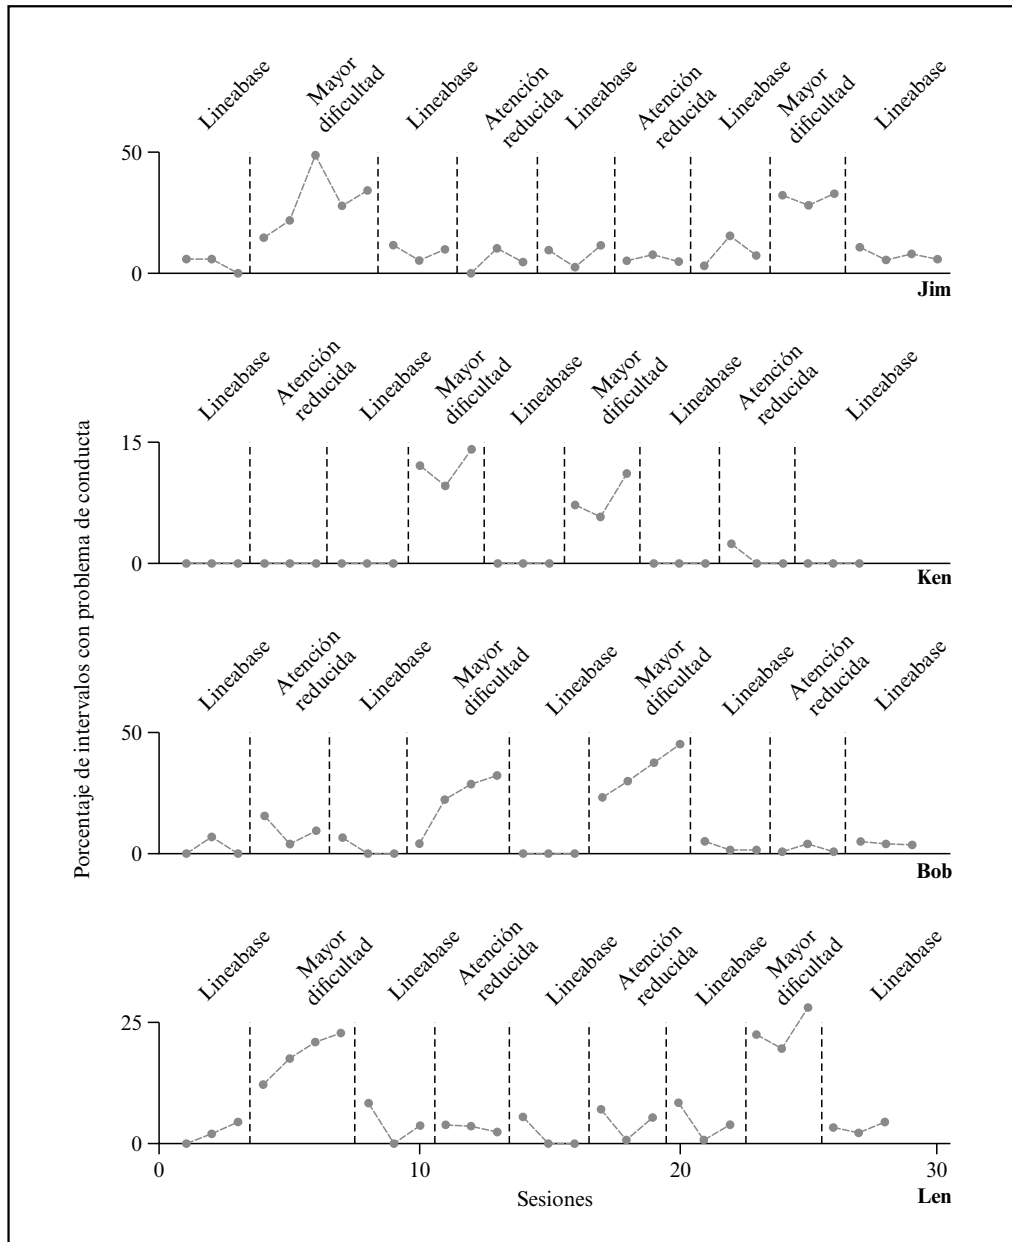 Lineabase
Mayor
dificultad
Lineabase
Atención
reducida
Lineabase
Atención
reducida
Lineabase
Mayor
dificultad
Lineabase
50
0
Jim
Lineabase
Atención
reducida
Lineabase
Mayor
dificultad
Lineabase
Mayor
dificultad
Lineabase
Atención
reducida
Lineabase
15
0
Ken
Porcentaje de intervalos con problema de conducta
Lineabase
Atención
reducida
Lineabase
Mayor
dificultad
Lineabase
Mayor
dificultad
Lineabase
Atención
reducida
Lineabase
50
0
Bob
Lineabase
Mayor
dificultad
Lineabase
Atención
reducida
Lineabase
Atención
reducida
Lineabase
Mayor
dificultad
Lineabase
25
0
0 10 20 30
Sesiones
Len